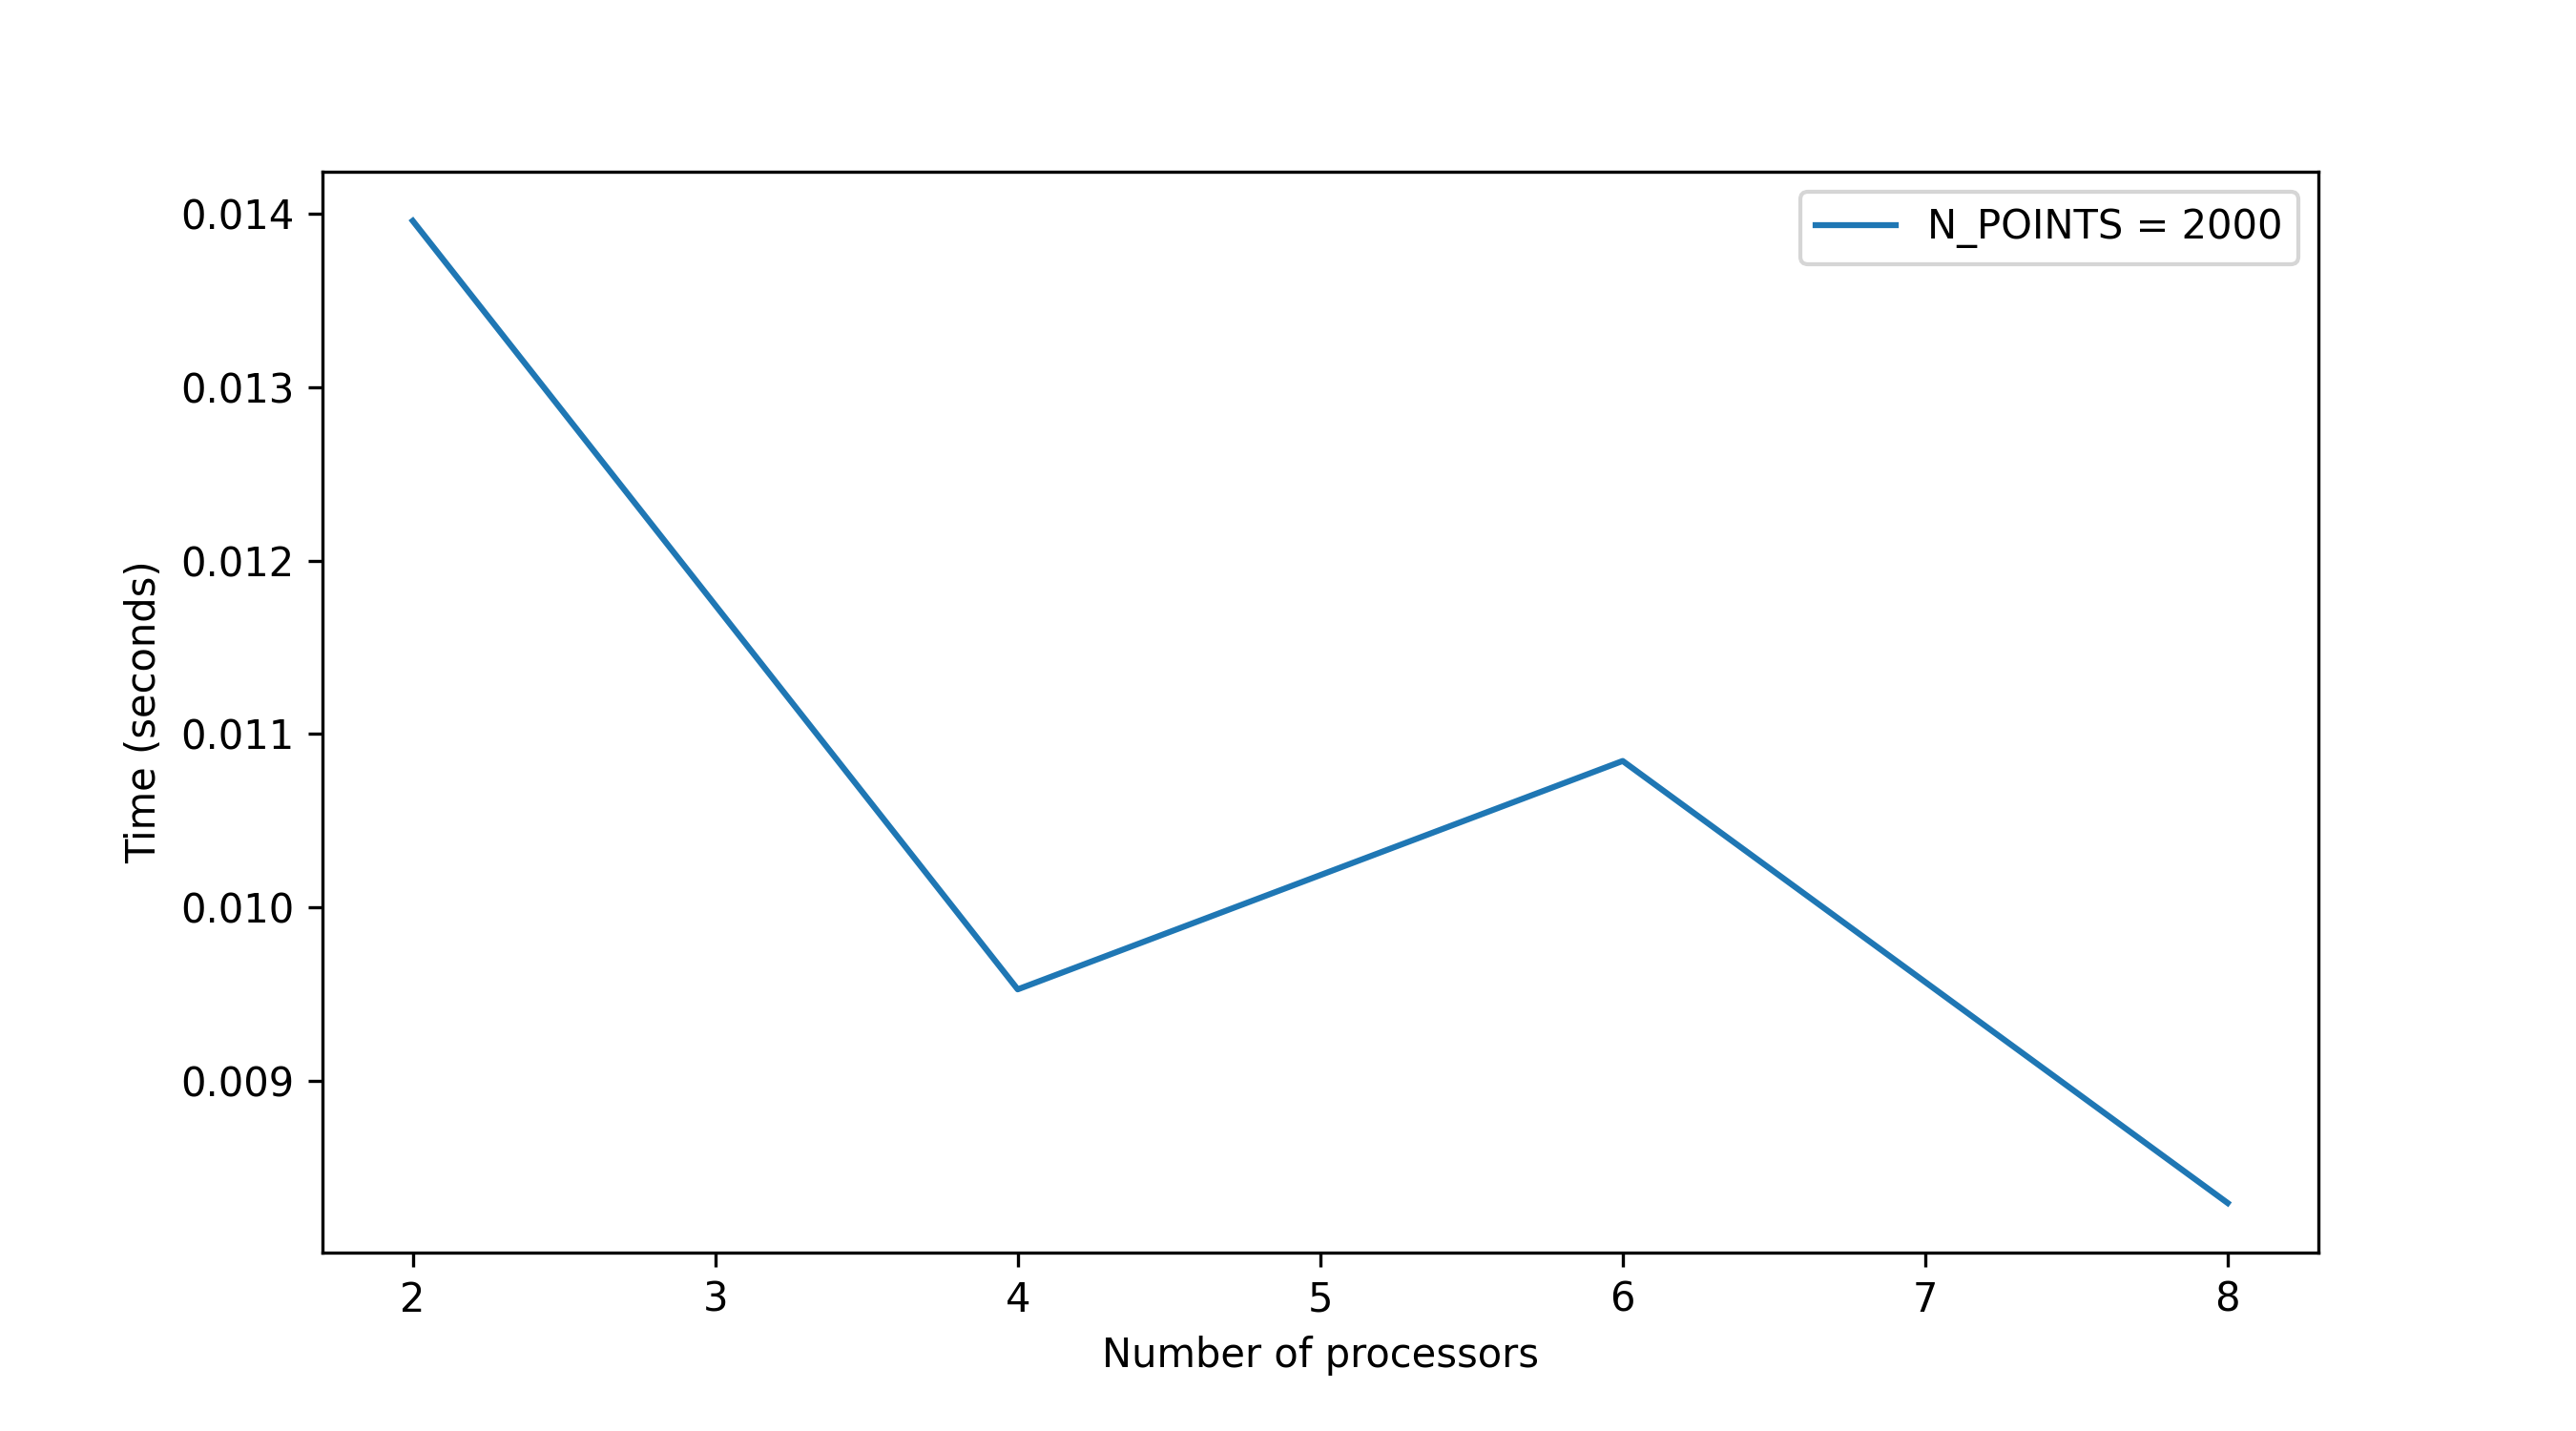 N_POINTS = 2000
0.014
0.013
0.012
0.011
0.010
0.009
Time (seconds)
2 3 4 5 6 7 8
Number of processors